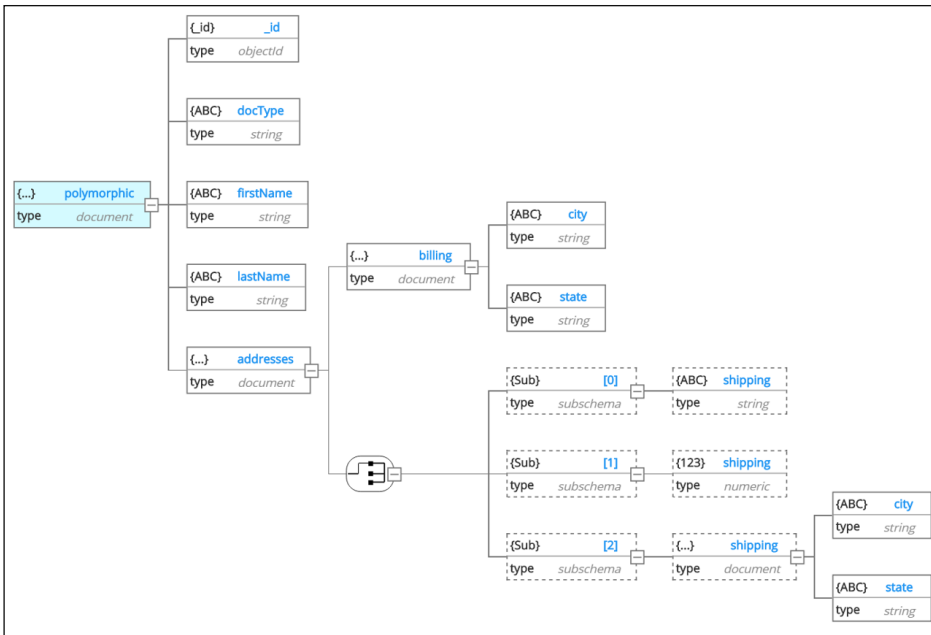 {_id} _id
type objectId
{ABC} docType
type string
{...} polymorphic
type document
{ABC} firstName
type string
{ABC} lastName
type string
{...} addresses
type document
{...} billing
type document
{ABC} city
type string
{ABC} state
type string
{Sub} [0]
type subschema
{ABC} shipping
type string
{Sub} [1]
type subschema
{123} shipping
type numeric
{Sub} [2]
type subschema
{...} shipping
type document
{ABC} city
type string
{ABC} state
type string